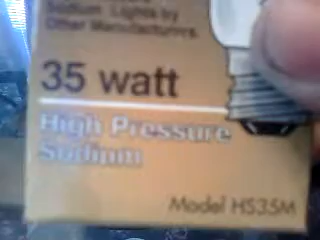 Sodium Lights by
Other Manufacturers.
35 watt
High Pressure
Sodium
Model HS35M